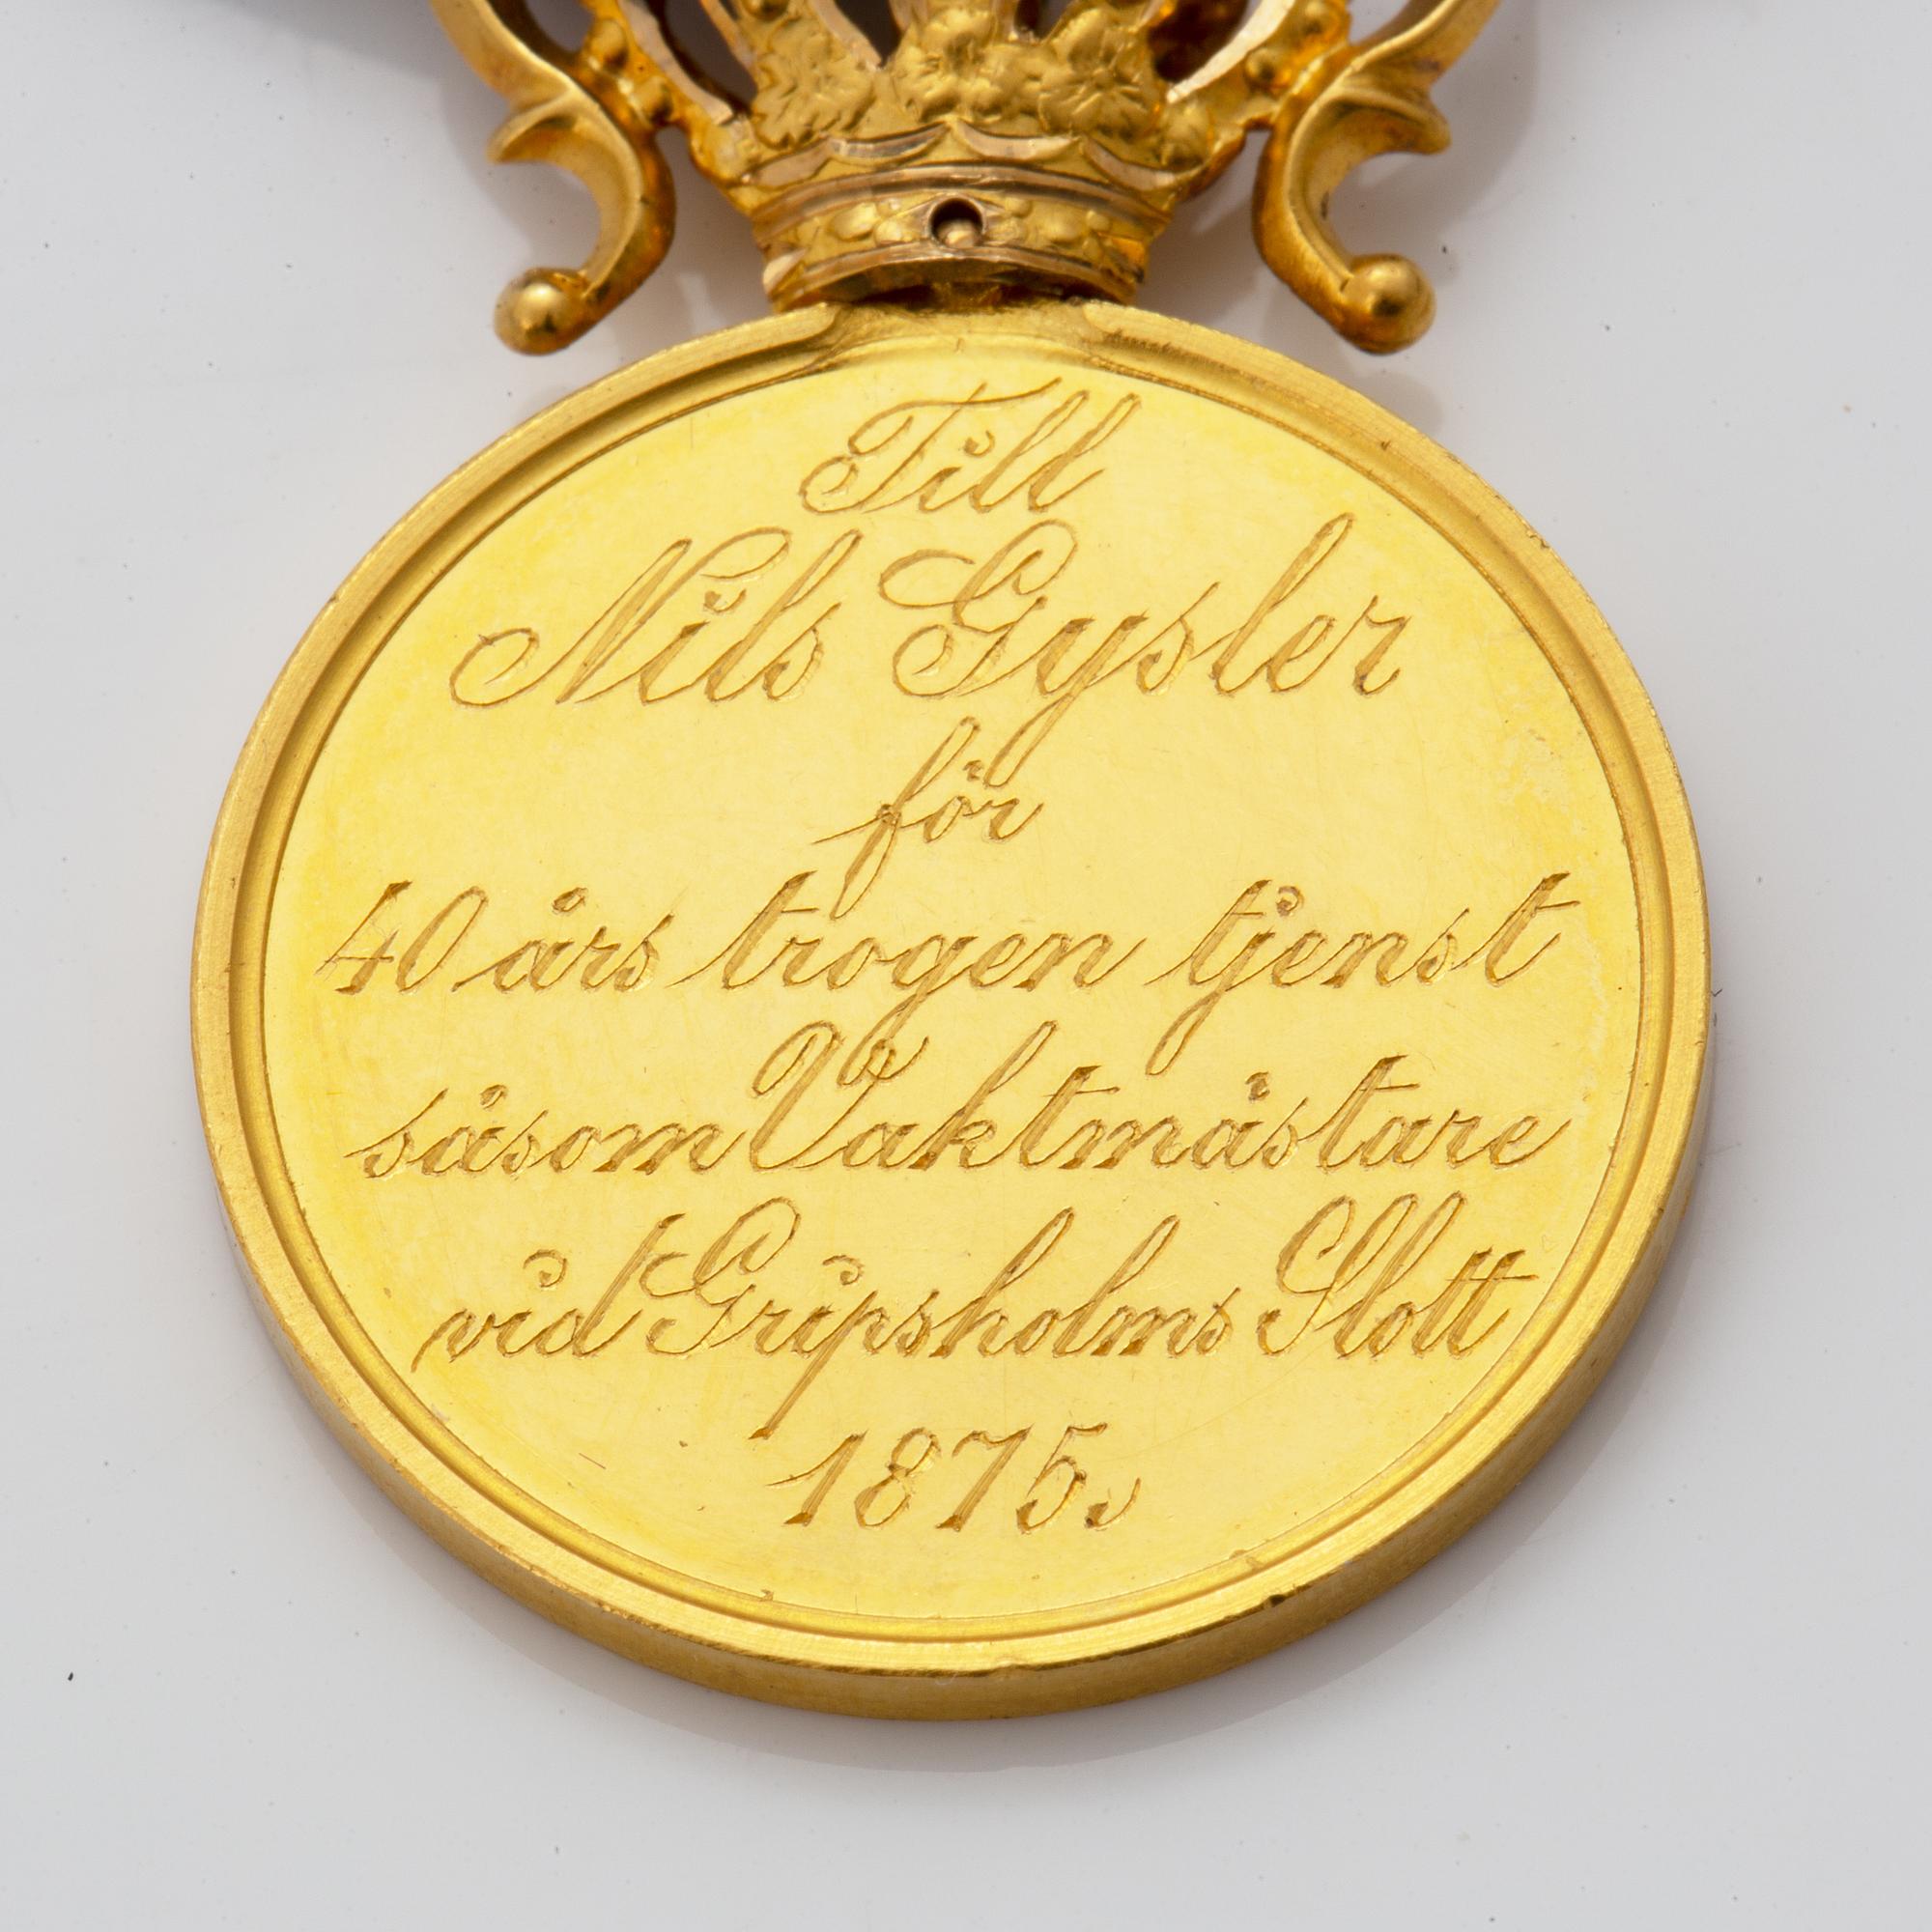 Till
Nils Gysler
för
40 års trogen tjenst
såsom Vaktmästare
vid Gripsholms Slott
1875.